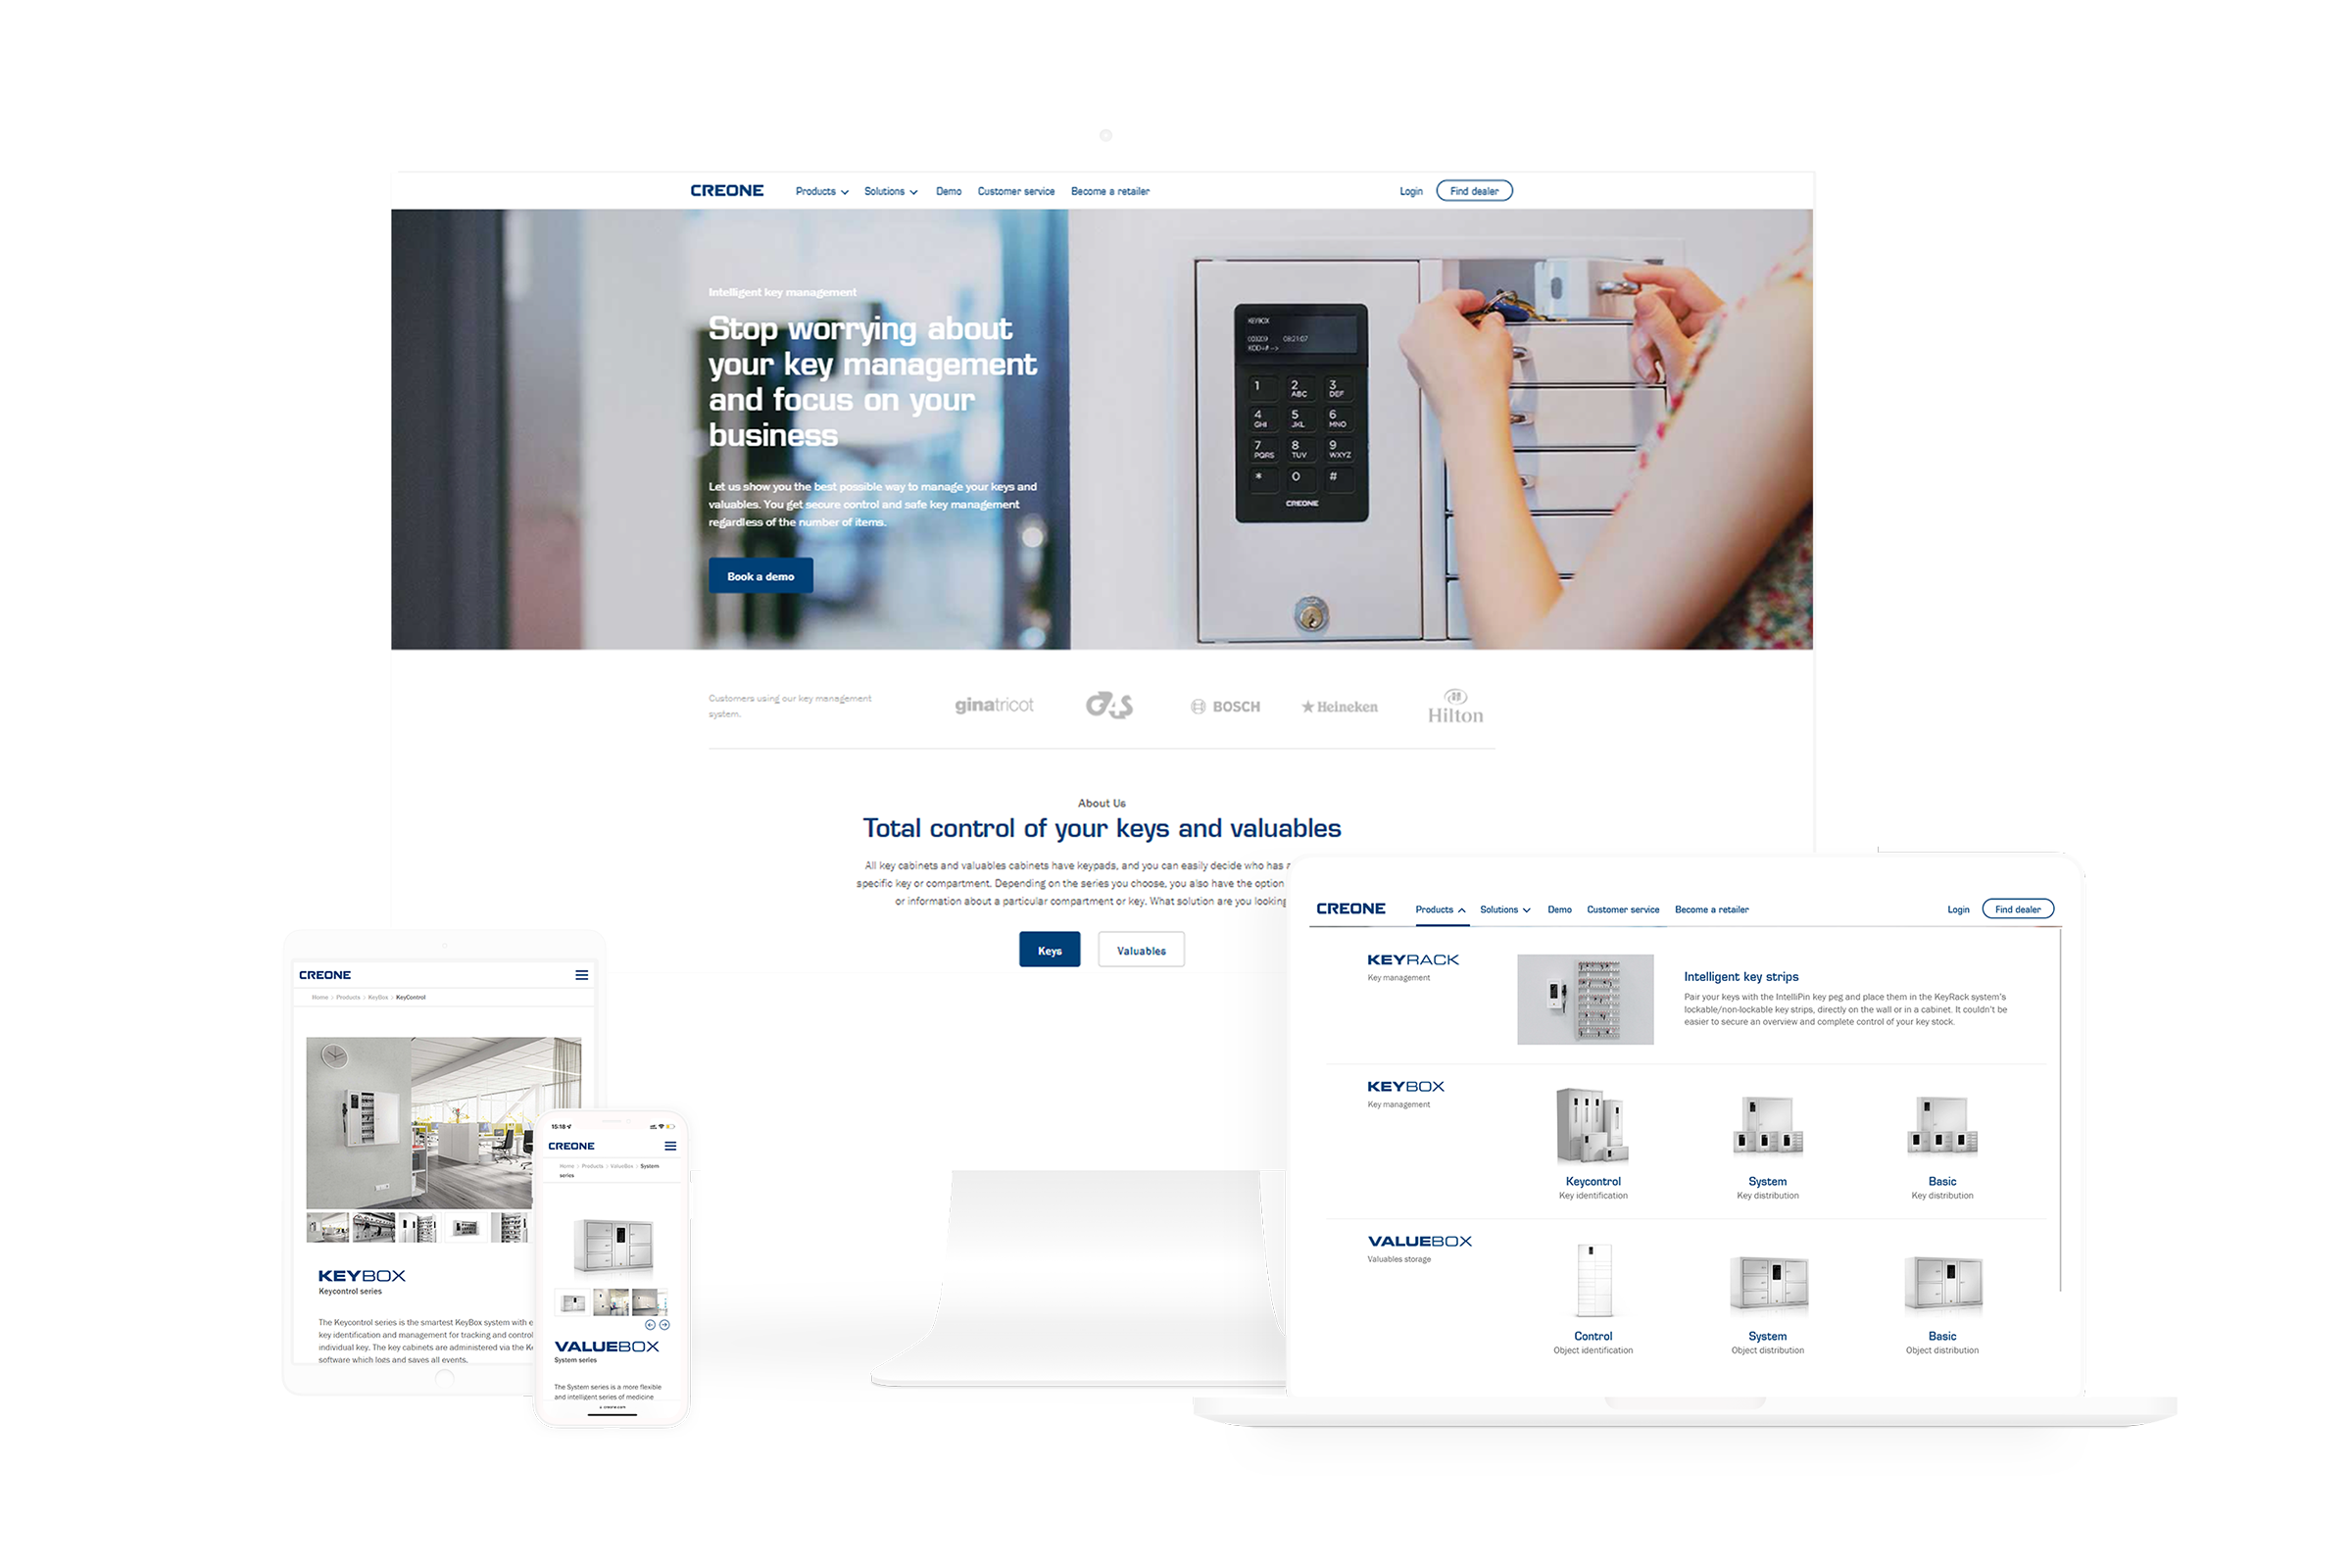 CREONE
Products
Solutions
Demo
Customer service
Become a retailer
Login
Find dealer
Intelligent key management
Stop worrying about
your key management
and focus on your
business
Let us show you the best possible way to manage your keys and
valuables. You get secure control and safe key management
regardless of the number of items.
Book a demo
KEYBOX
1
2 ABC
3 DEF
4 GHI
5 JKL
6 MNO
7 PQRS
8 TUV
9 WXYZ
*
0
#
CREONE
Customers using our key management
system.
ginatricot
G4S
BOSCH
Heineken
Hilton
About Us
Total control of your keys and valuables
All key cabinets and valuables cabinets have keypads, and you can easily decide who has
specific key or compartment. Depending on the series you choose, you also have the option
or information about a particular compartment or key. What solution are you looking
Keys
Valuables
CREONE
Products
Solutions
Demo
Customer service
Become a retailer
Login
Find dealer
KEYRACK
Key management
Intelligent key strips
Pair your keys with the IntelliPin key peg and place them in the KeyRack system's
lockable/non-lockable key strips, directly on the wall or in a cabinet. It couldn't be
easier to secure an overview and complete control of your key stock.
KEYBOX
Key management
Keycontrol
Key identification
System
Key distribution
Basic
Key distribution
VALUEBOX
Valuables storage
Control
Object identification
System
Object distribution
Basic
Object distribution
CREONE
Home > Products > KeyBox > KeyControl
KEYBOX
Keycontrol series
The Keycontrol series is the smartest KeyBox system with
key identification and management for tracking and control
individual key. The key cabinets are administered via the
software which logs and saves all events.
15:18
CREONE
Home > Products > ValueBox > System
series
VALUEBOX
System series
The System series is a more flexible
and intelligent series of medicine